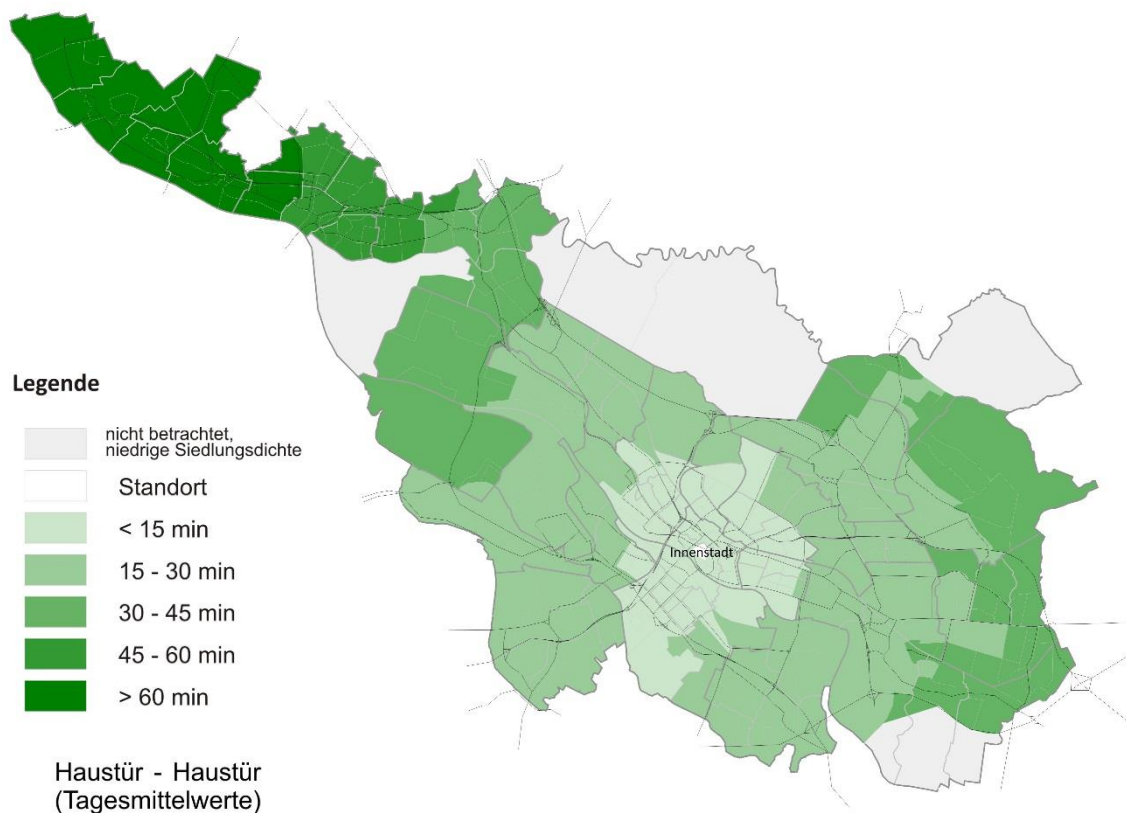 Innenstadt
Legende
nicht betrachtet,
niedrige Siedlungsdichte
Standort
< 15 min
15 - 30 min
30 - 45 min
45 - 60 min
> 60 min
Haustür - Haustür
(Tagesmittelwerte)